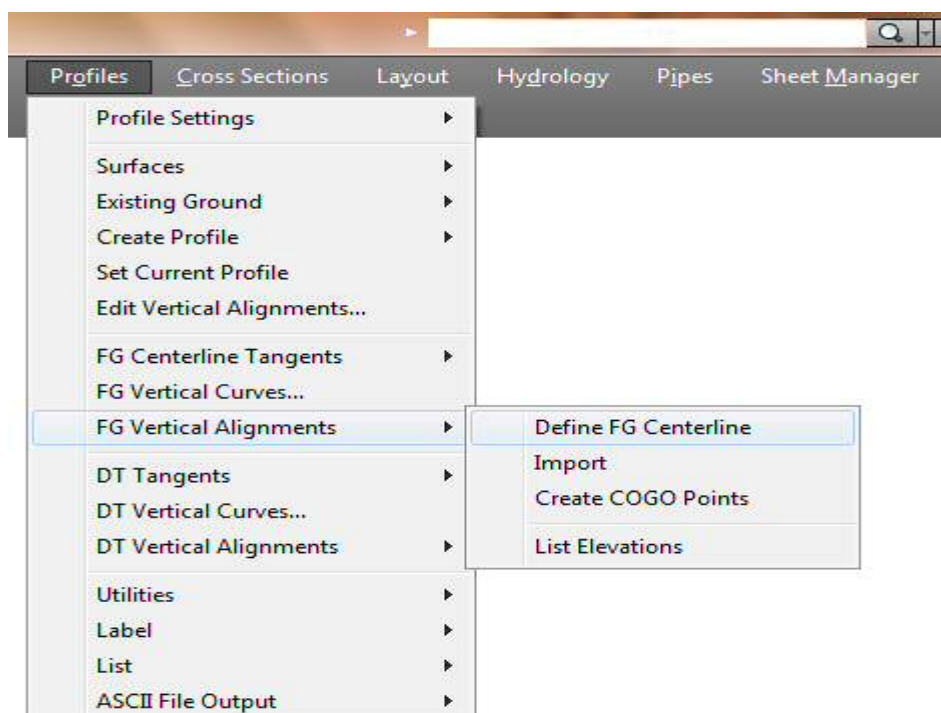 Profiles Cross Sections Layout Hydrology Pipes Sheet Manager
Profile Settings
Surfaces
Existing Ground
Create Profile
Set Current Profile
Edit Vertical Alignments...
FG Centerline Tangents
FG Vertical Curves...
FG Vertical Alignments
Define FG Centerline
Import
Create COGO Points
List Elevations
DT Tangents
DT Vertical Curves...
DT Vertical Alignments
Utilities
Label
List
ASCII File Output